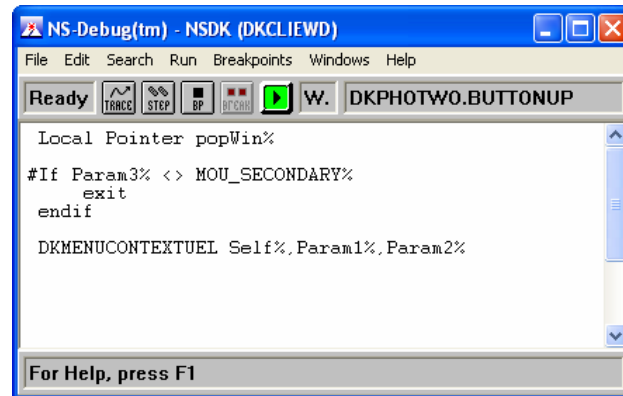 NS-Debug(tm) - NSDK (DKCLIEWD)
File Edit Search Run Breakpoints Windows Help
Ready TRACE STEP BP BREAK W. DKPHOTWO.BUTTONUP
Local Pointer popWin%
#If Param3% <> MOU_SECONDARY%
exit
endif
DKMENUCONTEXTUEL Self%,Param1%,Param2%
For Help, press F1